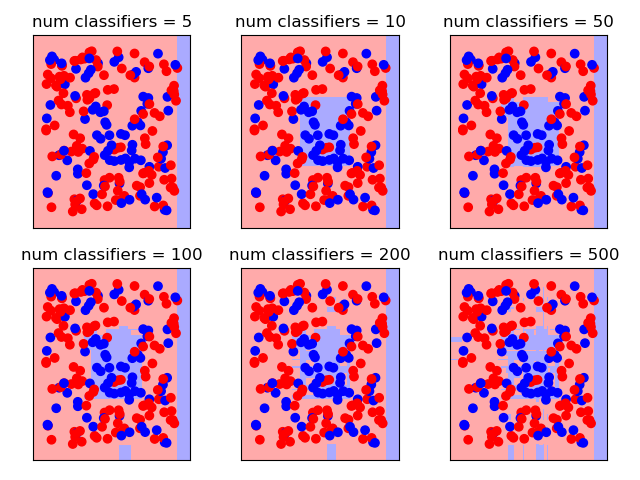 num classifiers = 5
num classifiers = 10
num classifiers = 50
num classifiers = 100
num classifiers = 200
num classifiers = 500